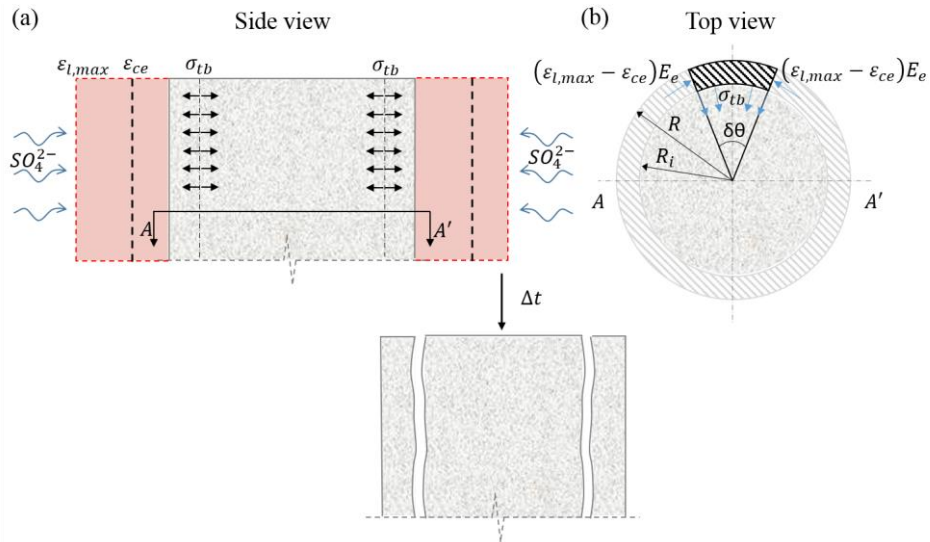 (a) Side view
ε_{l,max} ε_{ce} σ_{tb} σ_{tb}
SO_4^{2−} SO_4^{2−}
A A′
Δt
(b) Top view
(ε_{l,max} − ε_{ce})E_e (ε_{l,max} − ε_{ce})E_e
σ_{tb}
δθ
R
R_i
A A′